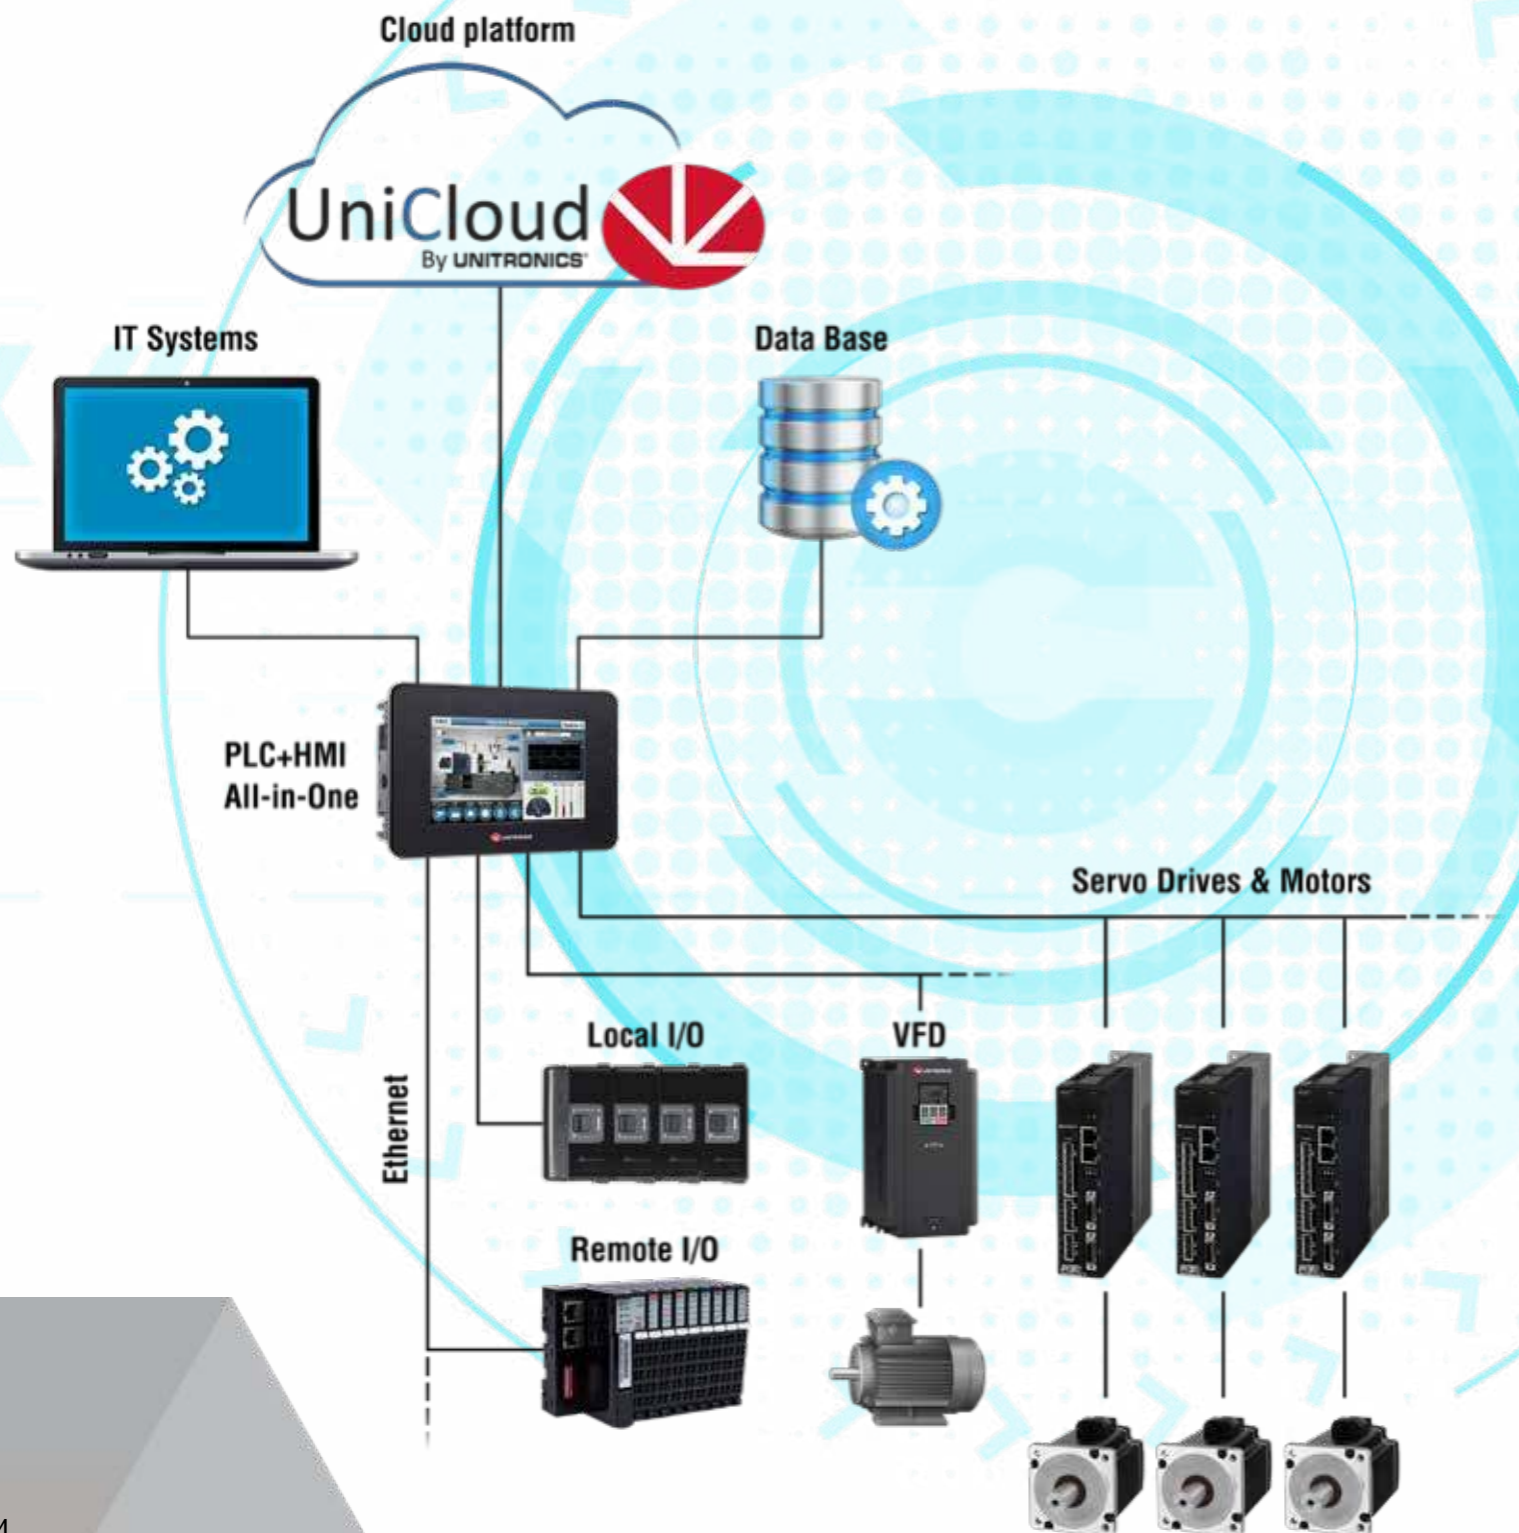 Cloud platform
UniCloud
By UNITRONICS®
IT Systems
Data Base
PLC+HMI
All-in-One
Servo Drives & Motors
Local I/O
VFD
Ethernet
Remote I/O